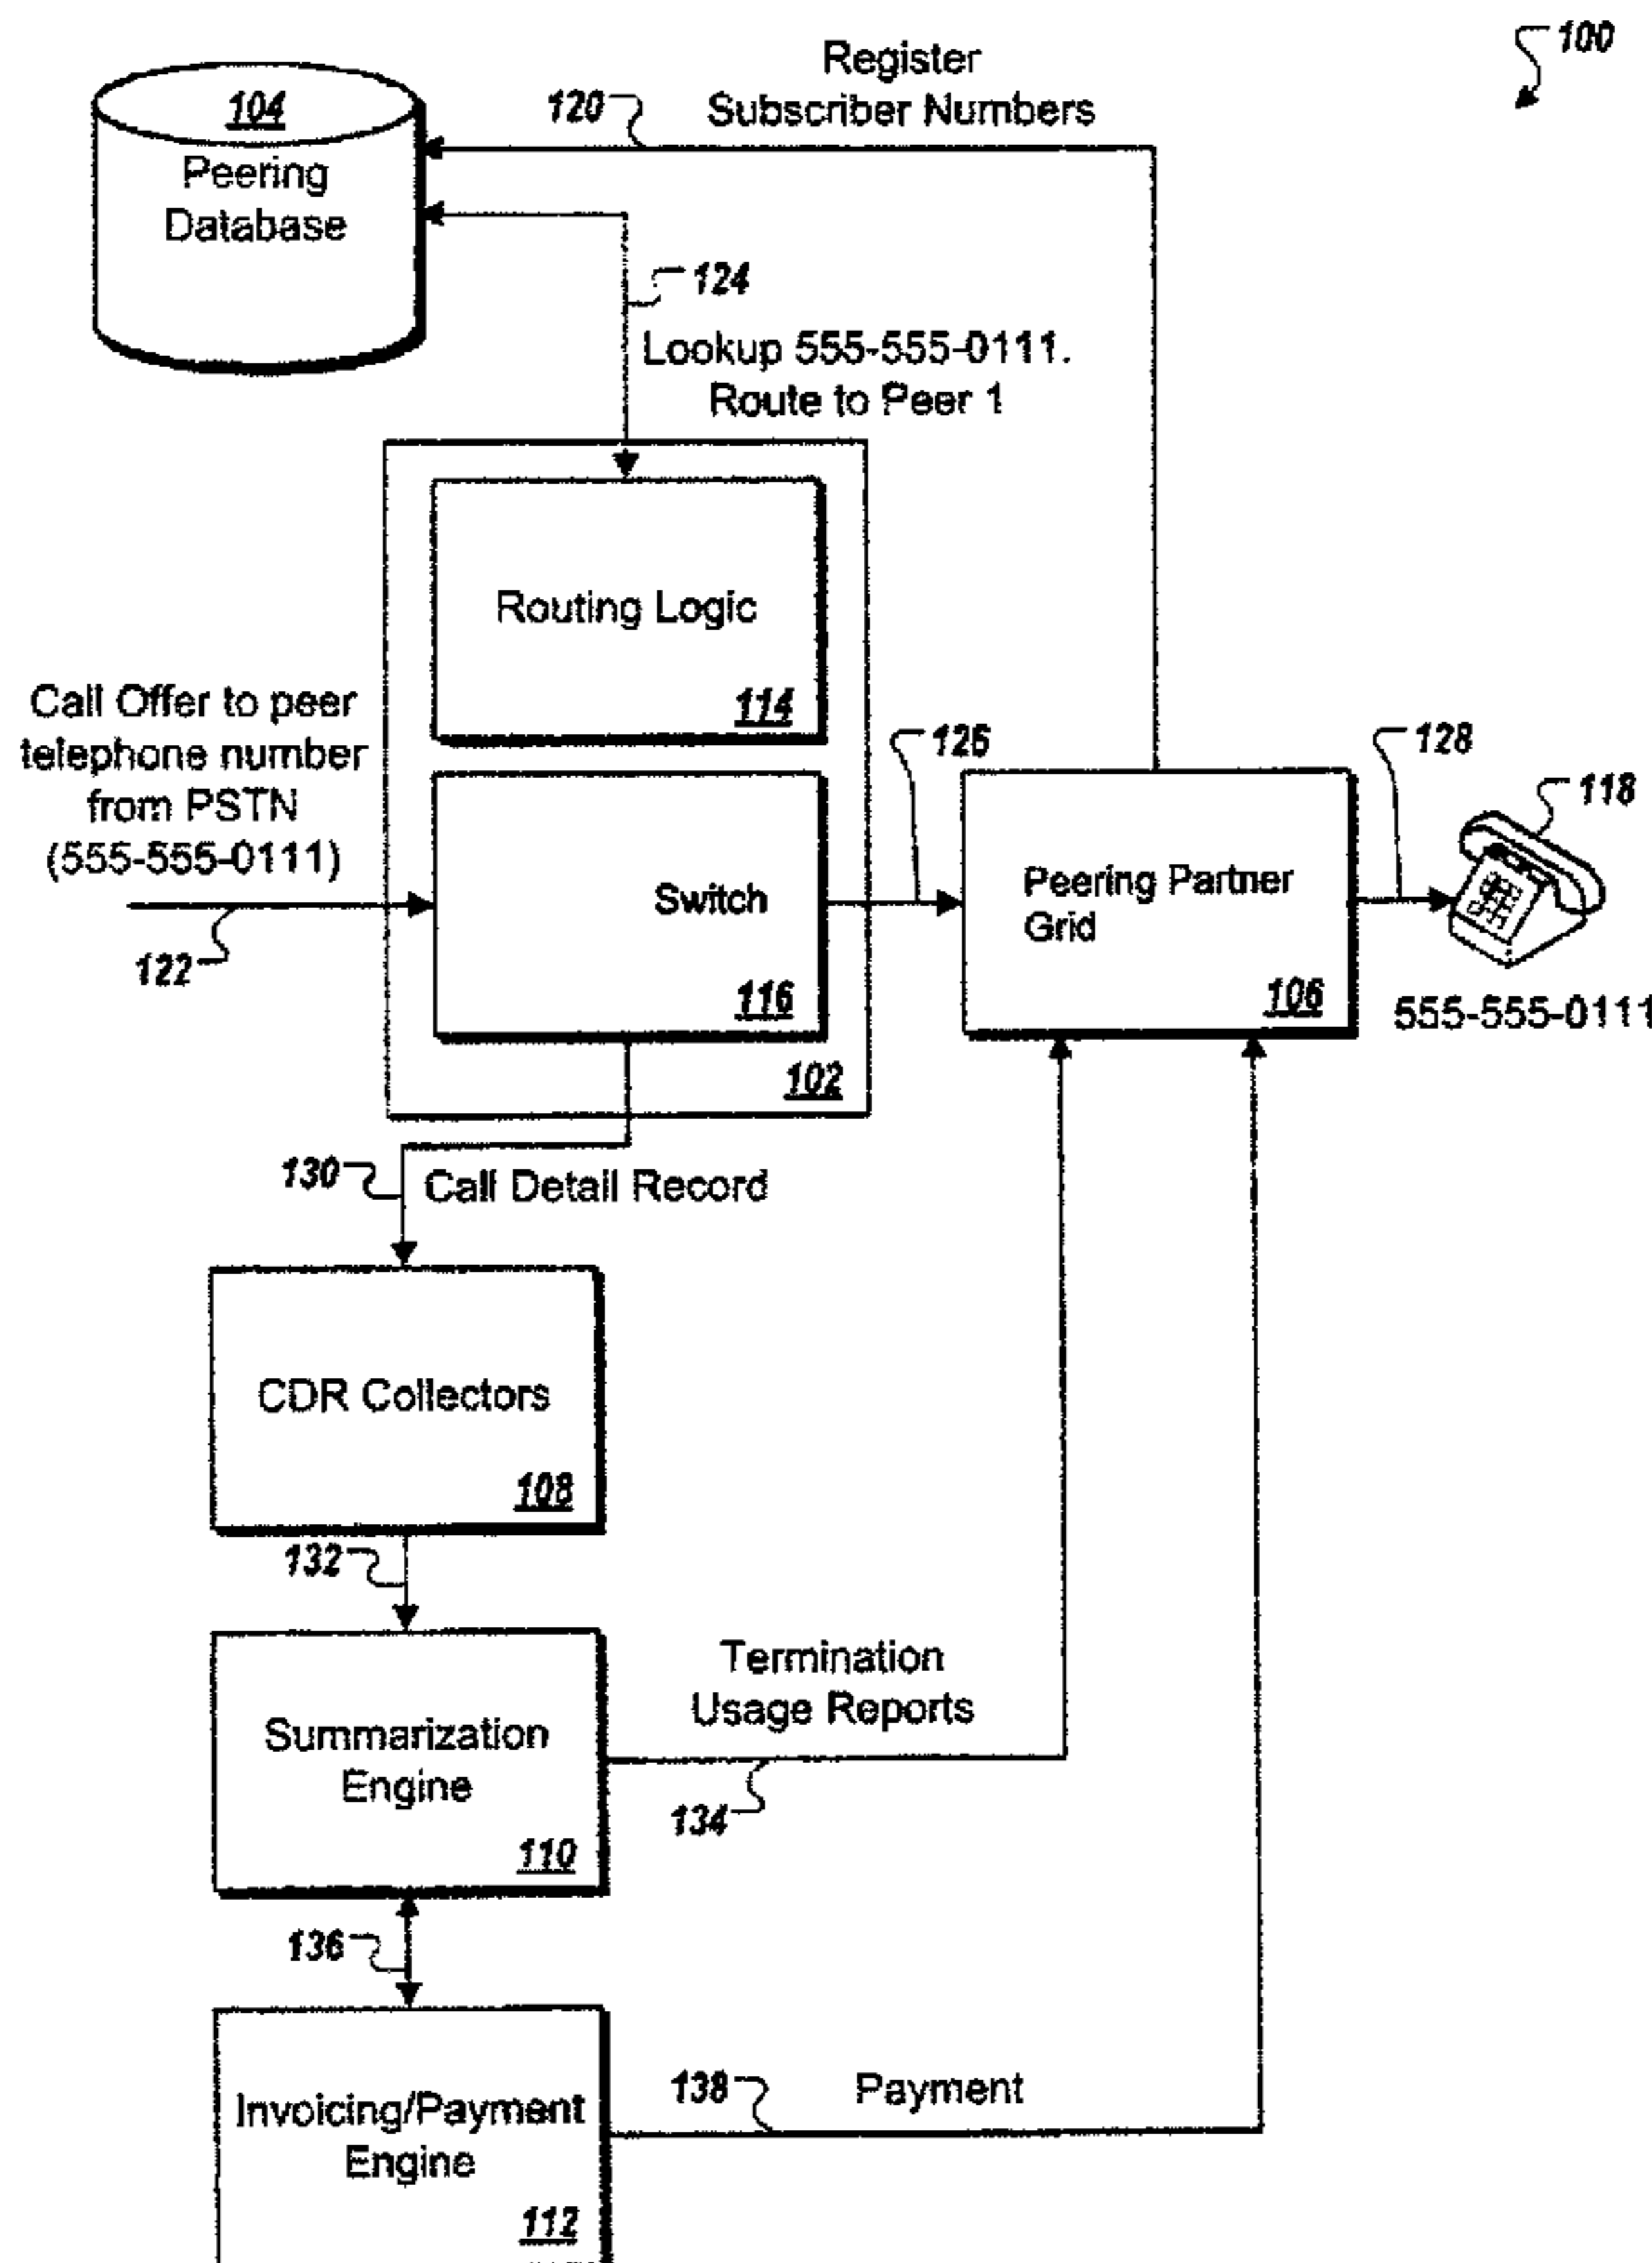 100
Register
Subscriber Numbers
120
104
Peering
Database
124
Lookup 555-555-0111.
Route to Peer 1
Routing Logic
114
Call Offer to peer
telephone number
from PSTN
(555-555-0111)
122
Switch
116
102
126
Peering Partner
Grid
106
128
118
555-555-0111
130
Call Detail Record
CDR Collectors
108
132
Summarization
Engine
110
Termination
Usage Reports
134
136
Invoicing/Payment
Engine
112
138
Payment